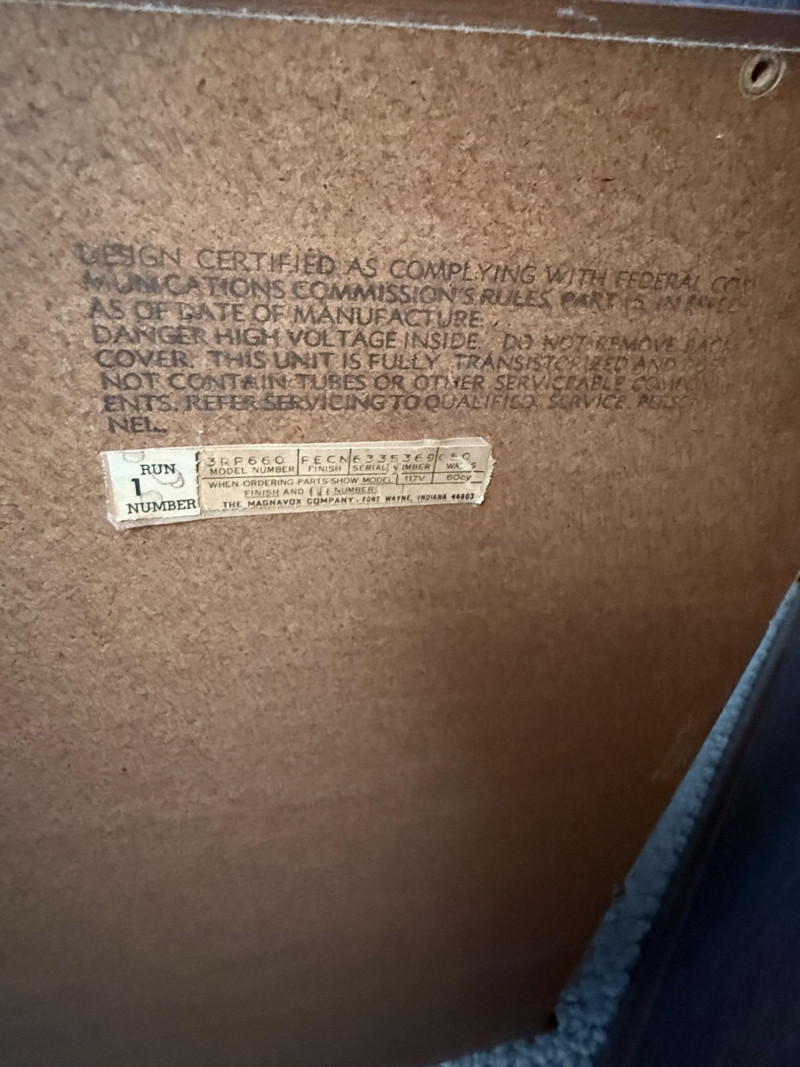 DESIGN CERTIFIED AS COMPLYING WITH FEDERAL COM
MUNICATIONS COMMISSION'S RULES, PART 15, IN
AS OF DATE OF MANUFACTURE.
DANGER HIGH VOLTAGE INSIDE. DO NOT REMOVE BACK
COVER. THIS UNIT IS FULLY TRANSISTORIZED AND DOES
NOT CONTAIN TUBES OR OTHER SERVICEABLE COMPON
ENTS. REFER SERVICING TO QUALIFIED SERVICE PERSON
NEL.
RUN
1
NUMBER
3RP660 PECN 6335369
MODEL NUMBER FINISH SERIAL NUMBER WATTS
WHEN ORDERING PARTS SHOW MODEL, 117V 60cy
FINISH AND NUMBER.
THE MAGNAVOX COMPANY - FORT WAYNE, INDIANA 46803